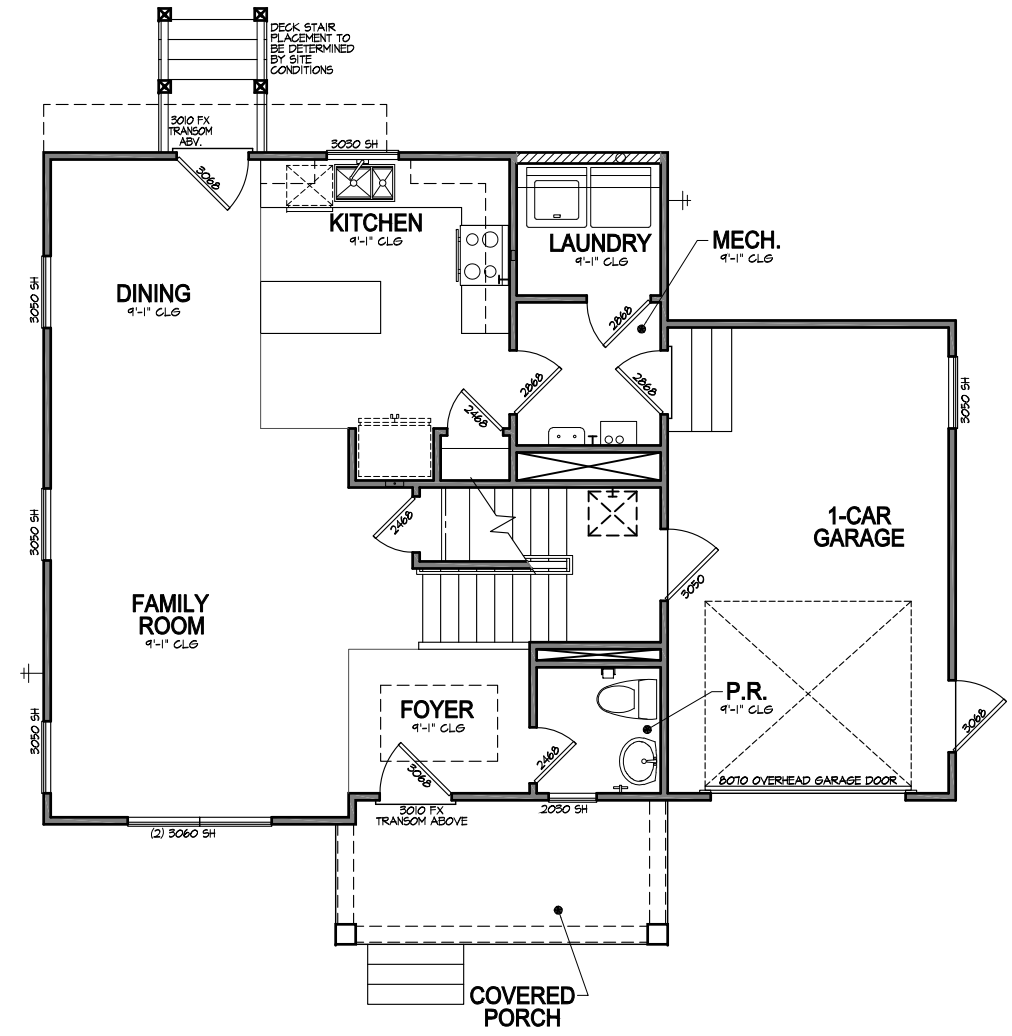 DECK STAIR
PLACEMENT TO
BE DETERMINED
BY SITE
CONDITIONS
3010 FX
TRANSOM
ABV.
3068
3030 SH
KITCHEN
9'-1" CLG
LAUNDRY
9'-1" CLG
MECH.
9'-1" CLG
DINING
9'-1" CLG
3050 SH
2868
2868
2868
2468
3050 SH
3050 SH
2468
1-CAR
GARAGE
3050
FAMILY
ROOM
9'-1" CLG
3050 SH
FOYER
9'-1" CLG
P.R.
9'-1" CLG
3068
2468
3068
8070 OVERHEAD GARAGE DOOR
3010 FX
TRANSOM ABOVE
2030 SH
(2) 3060 SH
COVERED
PORCH